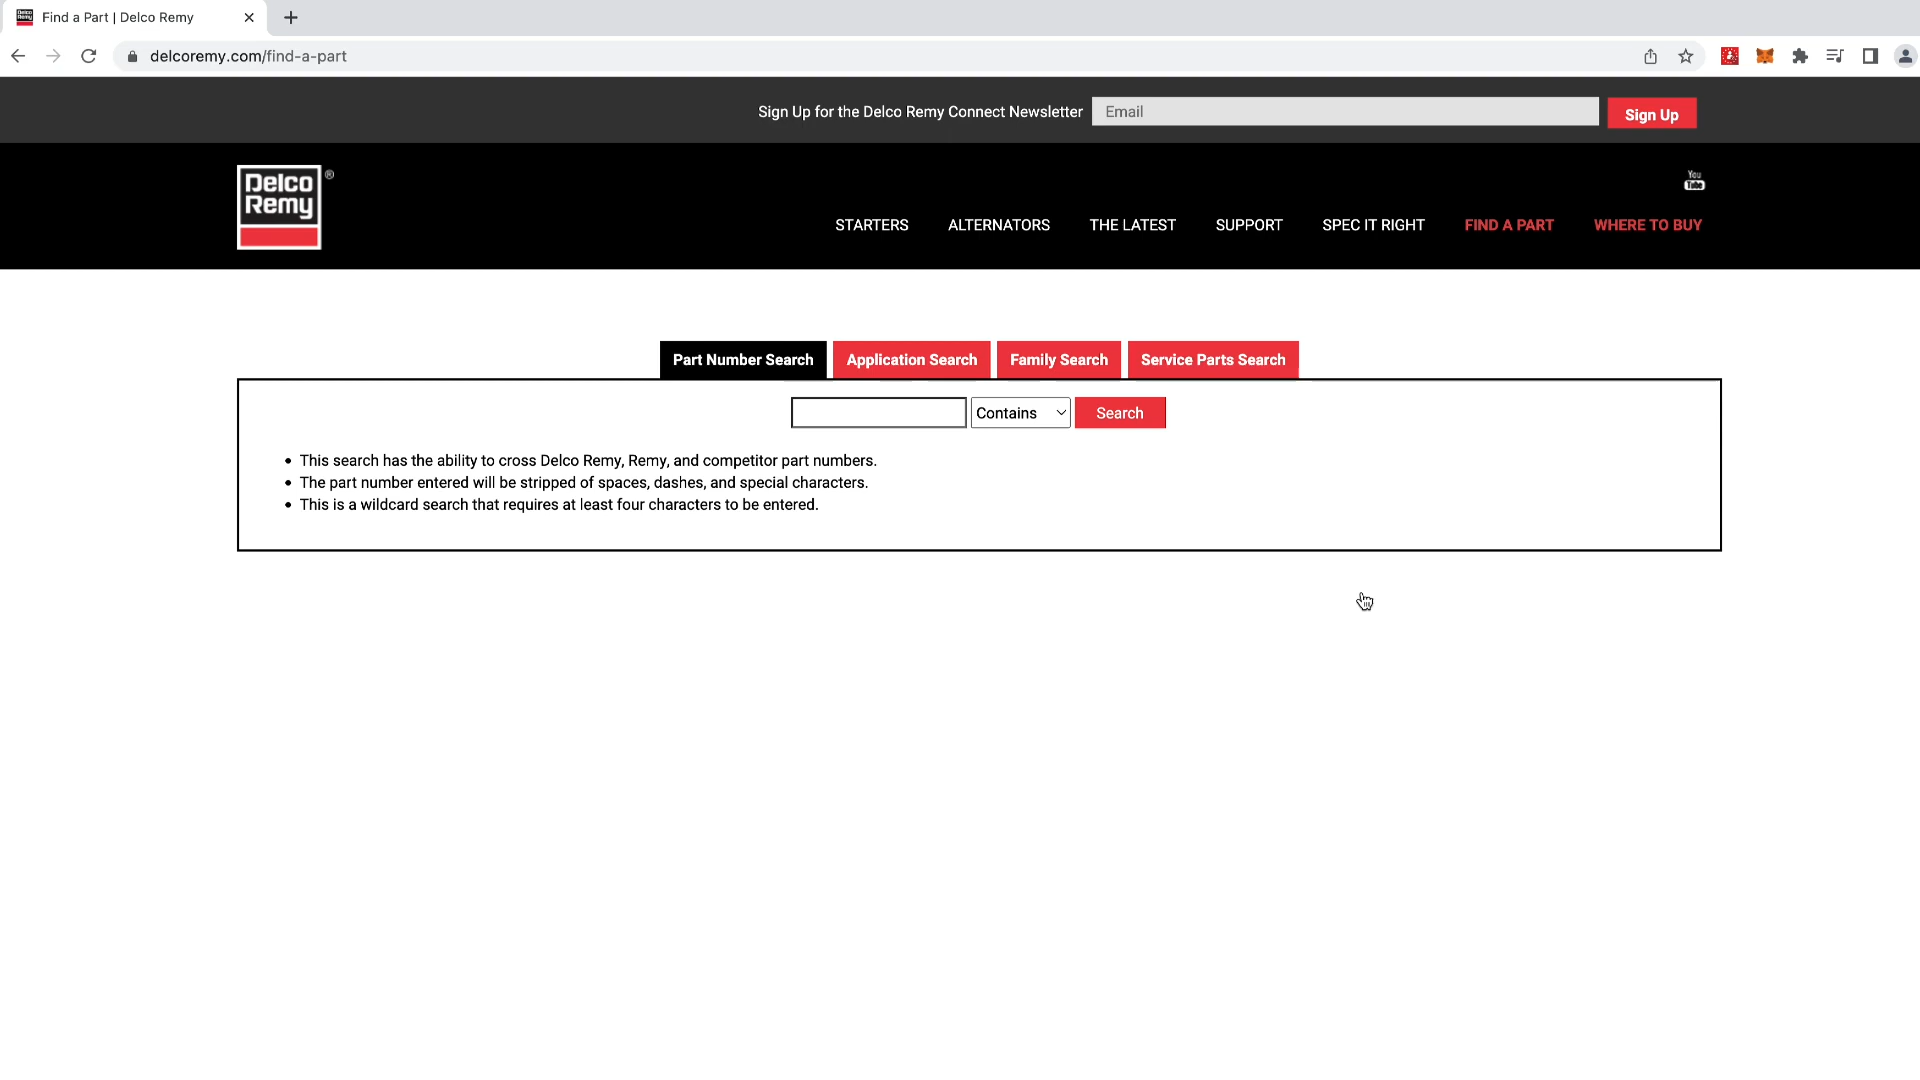 Find a Part | Delco Remy
delcoremy.com/find-a-part
Sign Up for the Delco Remy Connect Newsletter Email Sign Up
Delco Remy ®
You Tube
STARTERS ALTERNATORS THE LATEST SUPPORT SPEC IT RIGHT FIND A PART WHERE TO BUY
Part Number Search Application Search Family Search Service Parts Search
Contains Search
• This search has the ability to cross Delco Remy, Remy, and competitor part numbers.
• The part number entered will be stripped of spaces, dashes, and special characters.
• This is a wildcard search that requires at least four characters to be entered.